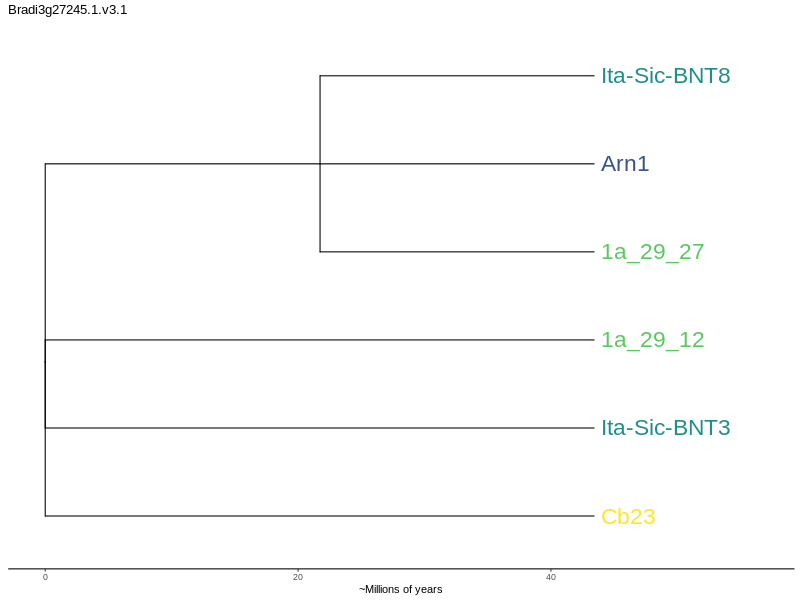 Bradi3g27245.1.v3.1
Ita-Sic-BNT8
Arn1
1a_29_27
1a_29_12
Ita-Sic-BNT3
Cb23
0 20 40
~Millions of years